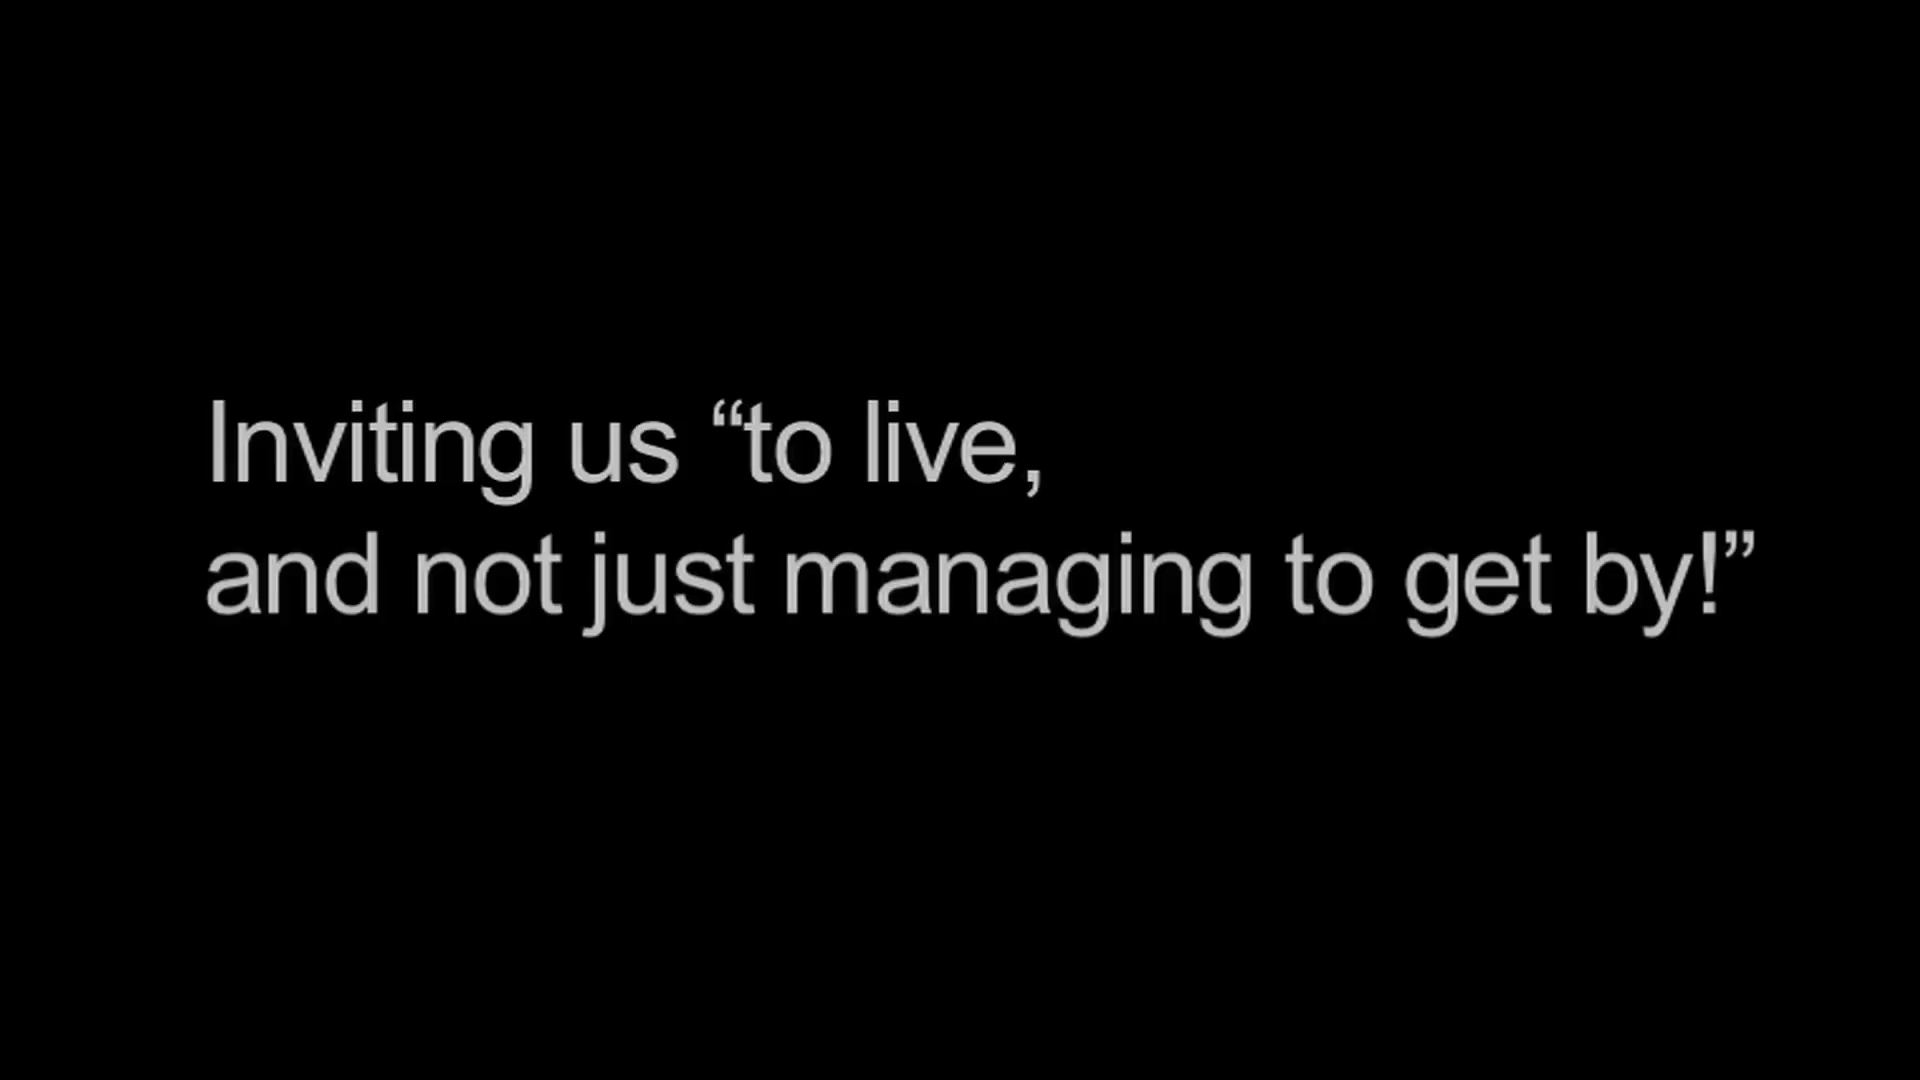 Inviting us “to live,
and not just managing to get by!”